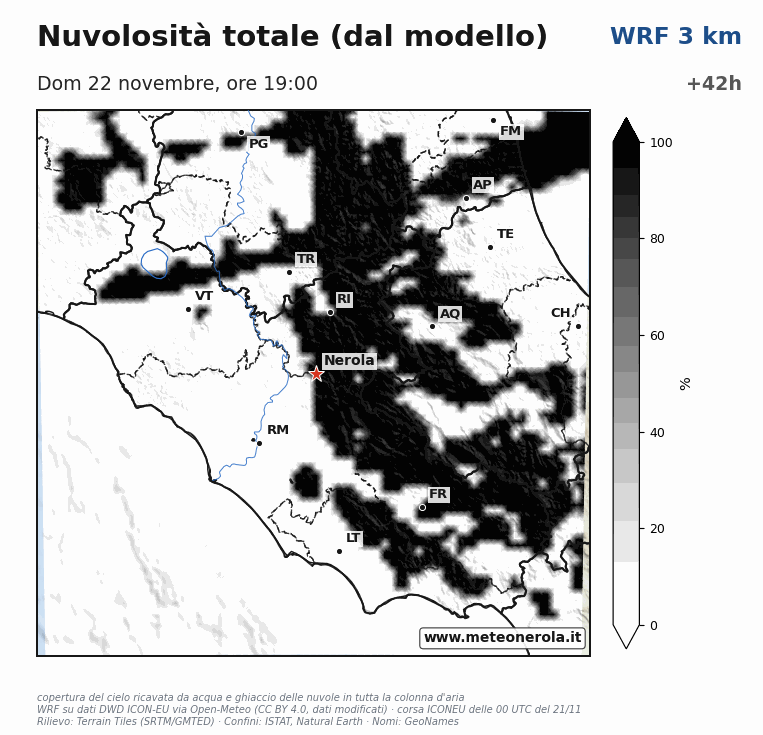 Nuvolosità totale (dal modello)
WRF 3 km
Dom 22 novembre, ore 19:00
+42h
PG
FM
AP
TE
TR
VT
RI
AQ
CH
Nerola
RM
FR
LT
www.meteonerola.it
100
80
60
40
20
0
%
copertura del cielo ricavata da acqua e ghiaccio delle nuvole in tutta la colonna d'aria
WRF su dati DWD ICON-EU via Open-Meteo (CC BY 4.0, dati modificati) · corsa ICONEU delle 00 UTC del 21/11
Rilievo: Terrain Tiles (SRTM/GMTED) · Confini: ISTAT, Natural Earth · Nomi: GeoNames